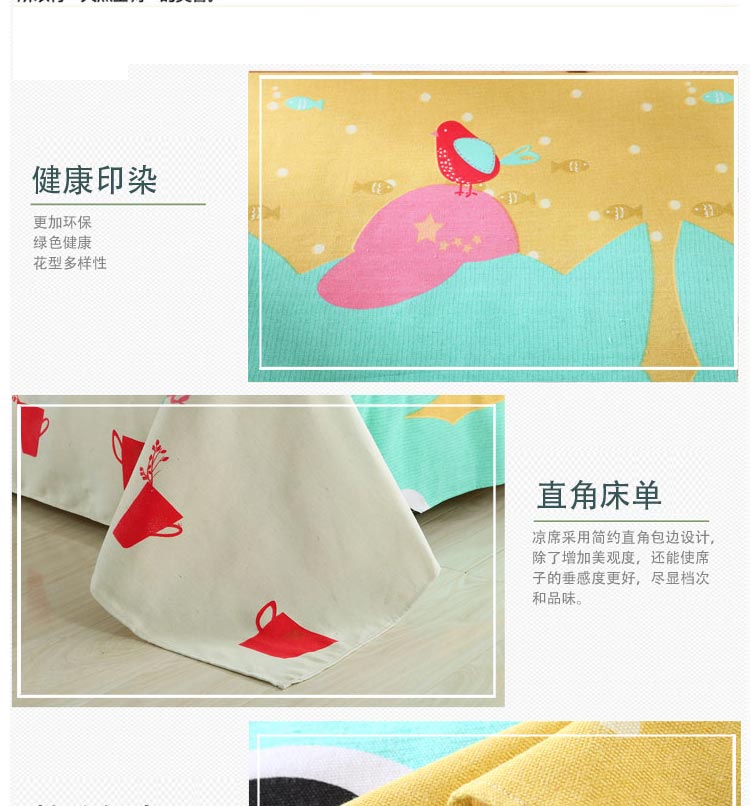 健康印染
更加环保
绿色健康
花型多样性
直角床单
凉席采用简约直角包边设计，
除了增加美观度，还能使席
子的垂感度更好，尽显档次
和品味。